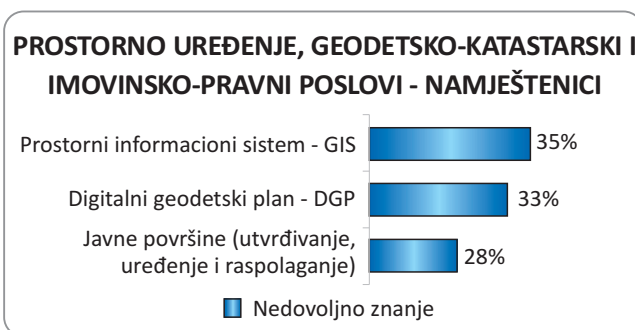 PROSTORNO UREĐENJE, GEODETSKO-KATASTARSKI I
IMOVINSKO-PRAVNI POSLOVI - NAMJEŠTENICI
Prostorni informacioni sistem - GIS
35%
Digitalni geodetski plan - DGP
33%
Javne površine (utvrđivanje,
uređenje i raspolaganje)
28%
Nedovoljno znanje